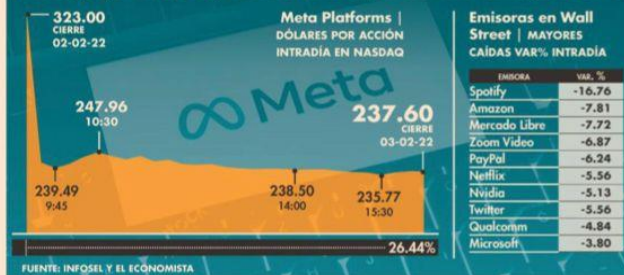 323.00
CIERRE
02-02-22
Meta Platforms |
DÓLARES POR ACCIÓN
INTRADÍA EN NASDAQ
Meta
247.96
10:30
237.60
CIERRE
03-02-22
239.49
9:45
238.50
14:00
235.77
15:30
26.44%
FUENTE: INFOSEL Y EL ECONOMISTA
Emisoras en Wall
Street | MAYORES
CAÍDAS VAR% INTRADÍA
EMISORA VAR. %
Spotify -16.76
Amazon -7.81
Mercado Libre -7.72
Zoom Video -6.87
PayPal -6.24
Netflix -5.56
Nvidia -5.13
Twitter -5.56
Qualcomm -4.84
Microsoft -3.80